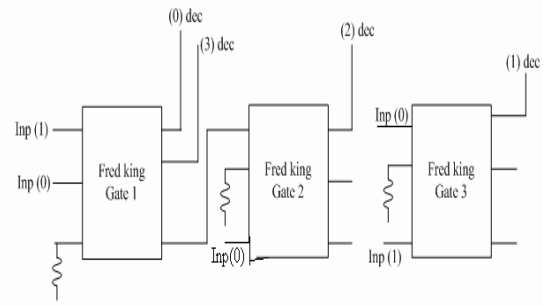 (0) dec
(3) dec
(2) dec
(1) dec
Inp (1)
Inp (0)
Fred king
Gate 1
Fred king
Gate 2
Inp(0)
Inp (0)
Fred king
Gate 3
Inp (1)